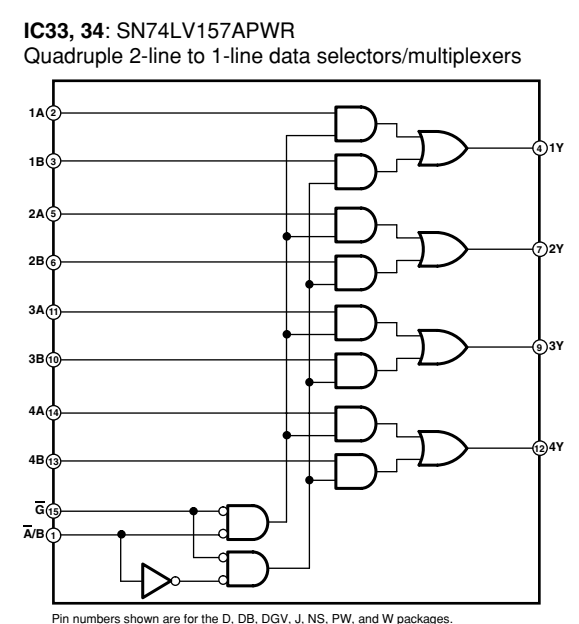 IC33, 34: SN74LV157APWR
Quadruple 2-line to 1-line data selectors/multiplexers
1A 2
4 1Y
1B 3
2A 5
7 2Y
2B 6
3A 11
9 3Y
3B 10
4A 14
12 4Y
4B 13
G̅ 15
A̅/B 1
Pin numbers shown are for the D, DB, DGV, J, NS, PW, and W packages.